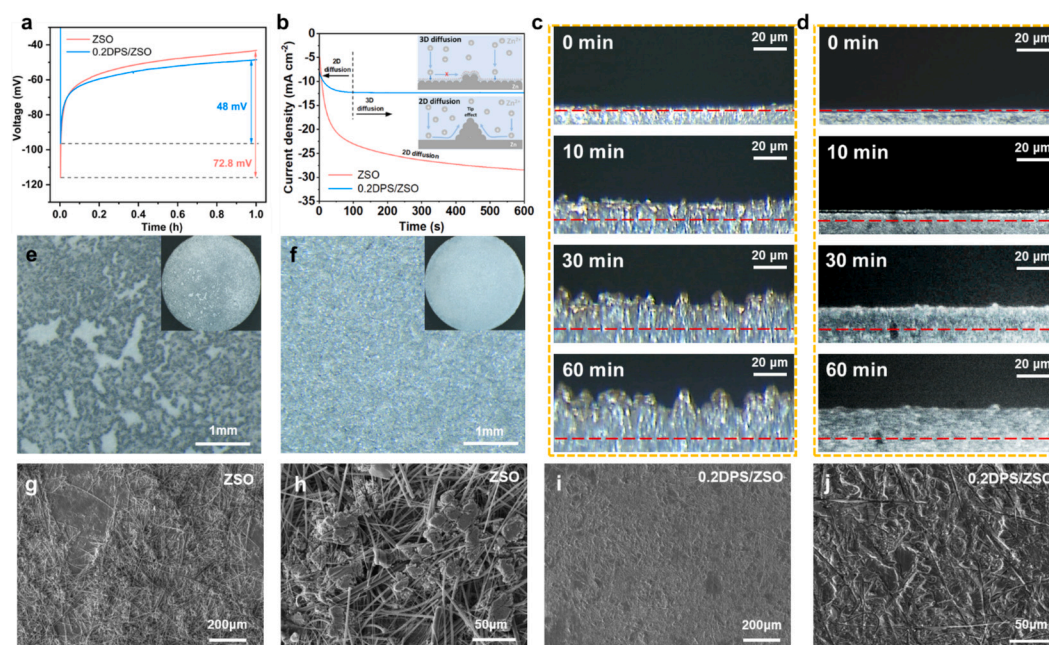 a
ZSO
0.2DPS/ZSO
48 mV
72.8 mV
Voltage (mV)
-40
-60
-80
-100
-120
0.0
0.2
0.4
0.6
0.8
1.0
Time (h)
b
2D diffusion
3D diffusion
3D diffusion
Zn²⁺
Zn
2D diffusion
Zn²⁺
Tip effect
Zn
2D diffusion
ZSO
0.2DPS/ZSO
Current density (mA cm⁻²)
0
-5
-10
-15
-20
-25
-30
-35
0
100
200
300
400
500
600
Time (s)
c
0 min
20 µm
10 min
20 µm
30 min
20 µm
60 min
20 µm
d
0 min
20 µm
10 min
20 µm
30 min
20 µm
60 min
20 µm
e
1mm
f
1mm
g
ZSO
200µm
h
ZSO
50µm
i
0.2DPS/ZSO
200µm
j
0.2DPS/ZSO
50µm